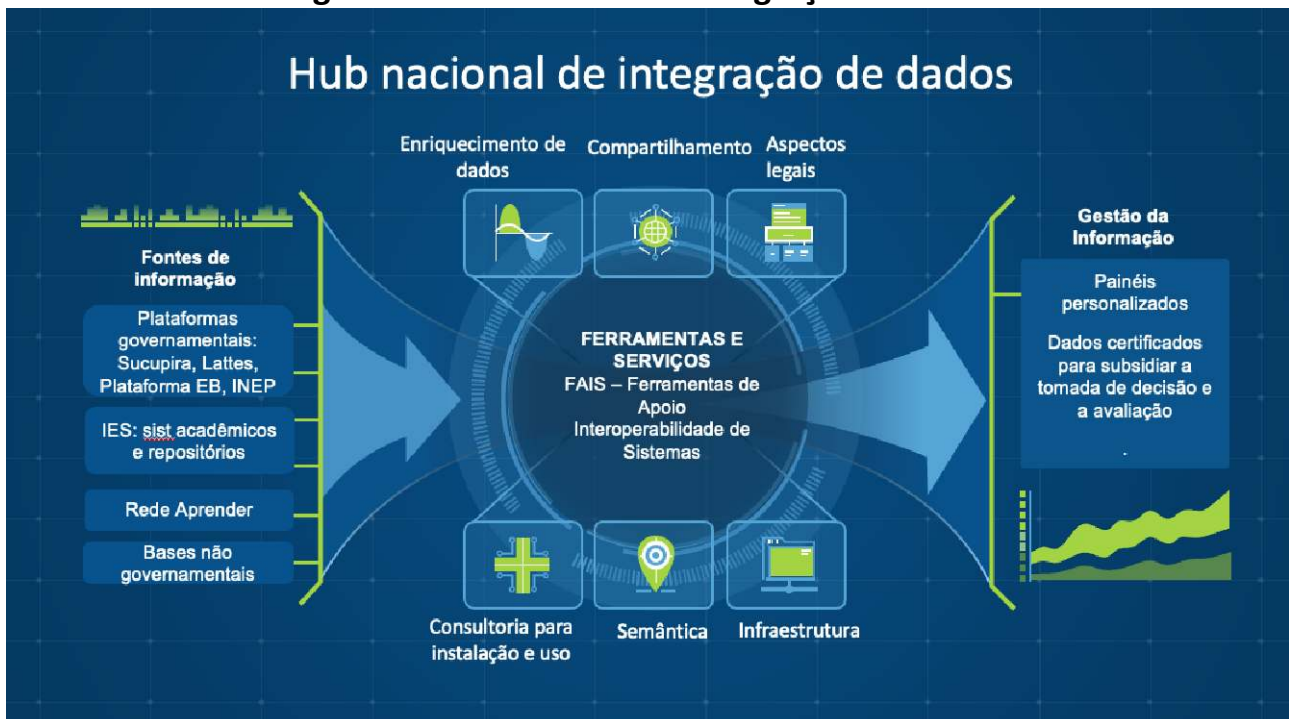 Hub nacional de integração de dados
Enriquecimento de
dados
Compartilhamento
Aspectos
legais
Fontes de
informação
Plataformas
governamentais:
Sucupira, Lattes,
Plataforma EB, INEP
IES: sist acadêmicos
e repositórios
Rede Aprender
Bases não
governamentais
FERRAMENTAS E
SERVIÇOS
FAIS – Ferramentas de
Apoio
Interoperabilidade de
Sistemas
Consultoria para
instalação e uso
Semântica
Infraestrutura
Gestão da
Informação
Painéis
personalizados
Dados certificados
para subsidiar a
tomada de decisão e
a avaliação
.